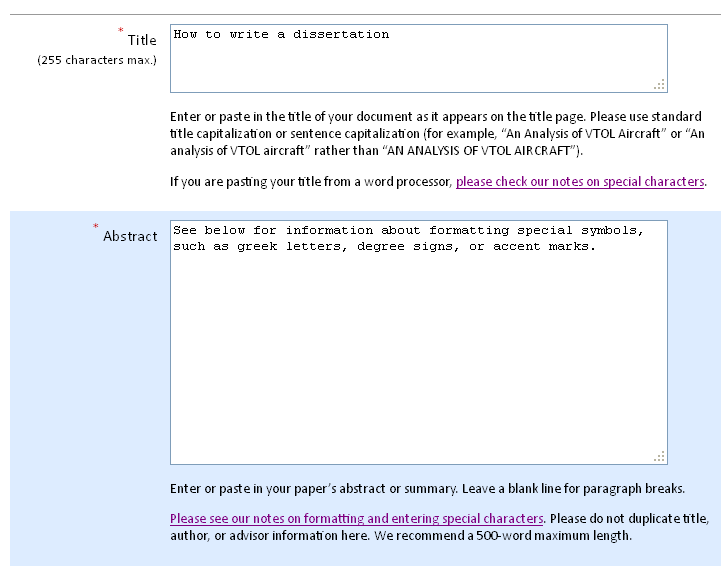 * Title
(255 characters max.)
How to write a dissertation
Enter or paste in the title of your document as it appears on the title page. Please use standard
title capitalization or sentence capitalization (for example, “An Analysis of VTOL Aircraft” or “An
analysis of VTOL aircraft” rather than “AN ANALYSIS OF VTOL AIRCRAFT”).
If you are pasting your title from a word processor, please check our notes on special characters.
* Abstract
See below for information about formatting special symbols,
such as greek letters, degree signs, or accent marks.
Enter or paste in your paper’s abstract or summary. Leave a blank line for paragraph breaks.
Please see our notes on formatting and entering special characters. Please do not duplicate title,
author, or advisor information here. We recommend a 500-word maximum length.